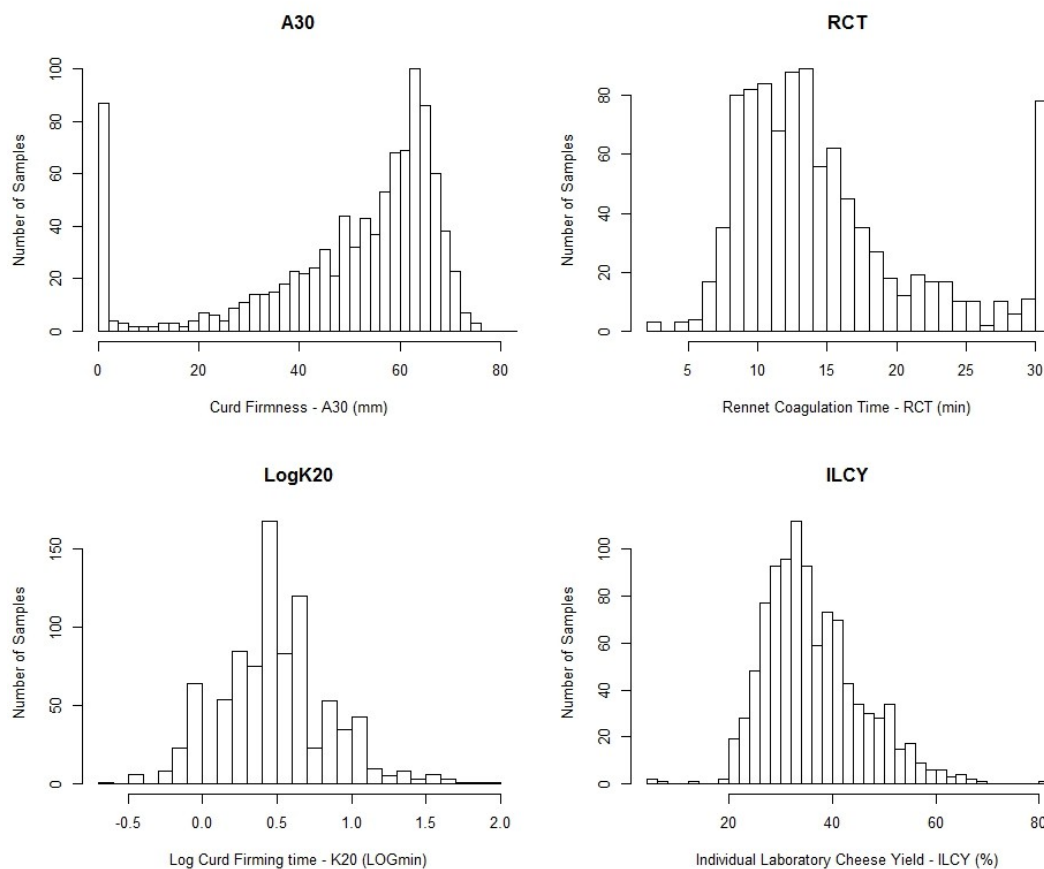 A30
Number of Samples
100
80
60
40
20
0
0 20 40 60 80
Curd Firmness - A30 (mm)
RCT
Number of Samples
80
60
40
20
0
5 10 15 20 25 30
Rennet Coagulation Time - RCT (min)
LogK20
Number of Samples
150
100
50
0
-0.5 0.0 0.5 1.0 1.5 2.0
Log Curd Firming time - K20 (LOGmin)
ILCY
Number of Samples
100
80
60
40
20
0
20 40 60 80
Individual Laboratory Cheese Yield - ILCY (%)